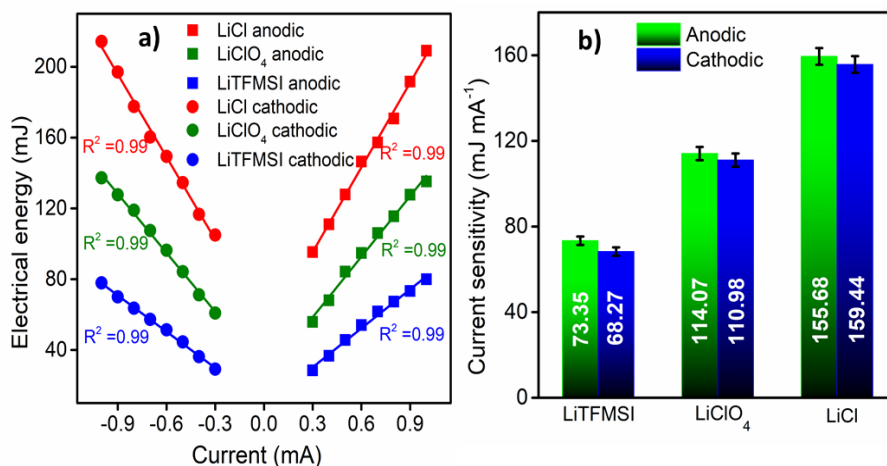 a)
LiCl anodic
LiClO₄ anodic
LiTFMSI anodic
LiCl cathodic
LiClO₄ cathodic
LiTFMSI cathodic
R² =0.99
R² =0.99
R² =0.99
R² =0.99
R² =0.99
R² =0.99
Electrical energy (mJ)
200
160
120
80
40
-0.9 -0.6 -0.3 0.0 0.3 0.6 0.9
Current (mA)
b)
Anodic
Cathodic
Current sensitivity (mJ mA⁻¹)
160
120
80
40
0
73.35
68.27
114.07
110.98
155.68
159.44
LiTFMSI LiClO₄ LiCl